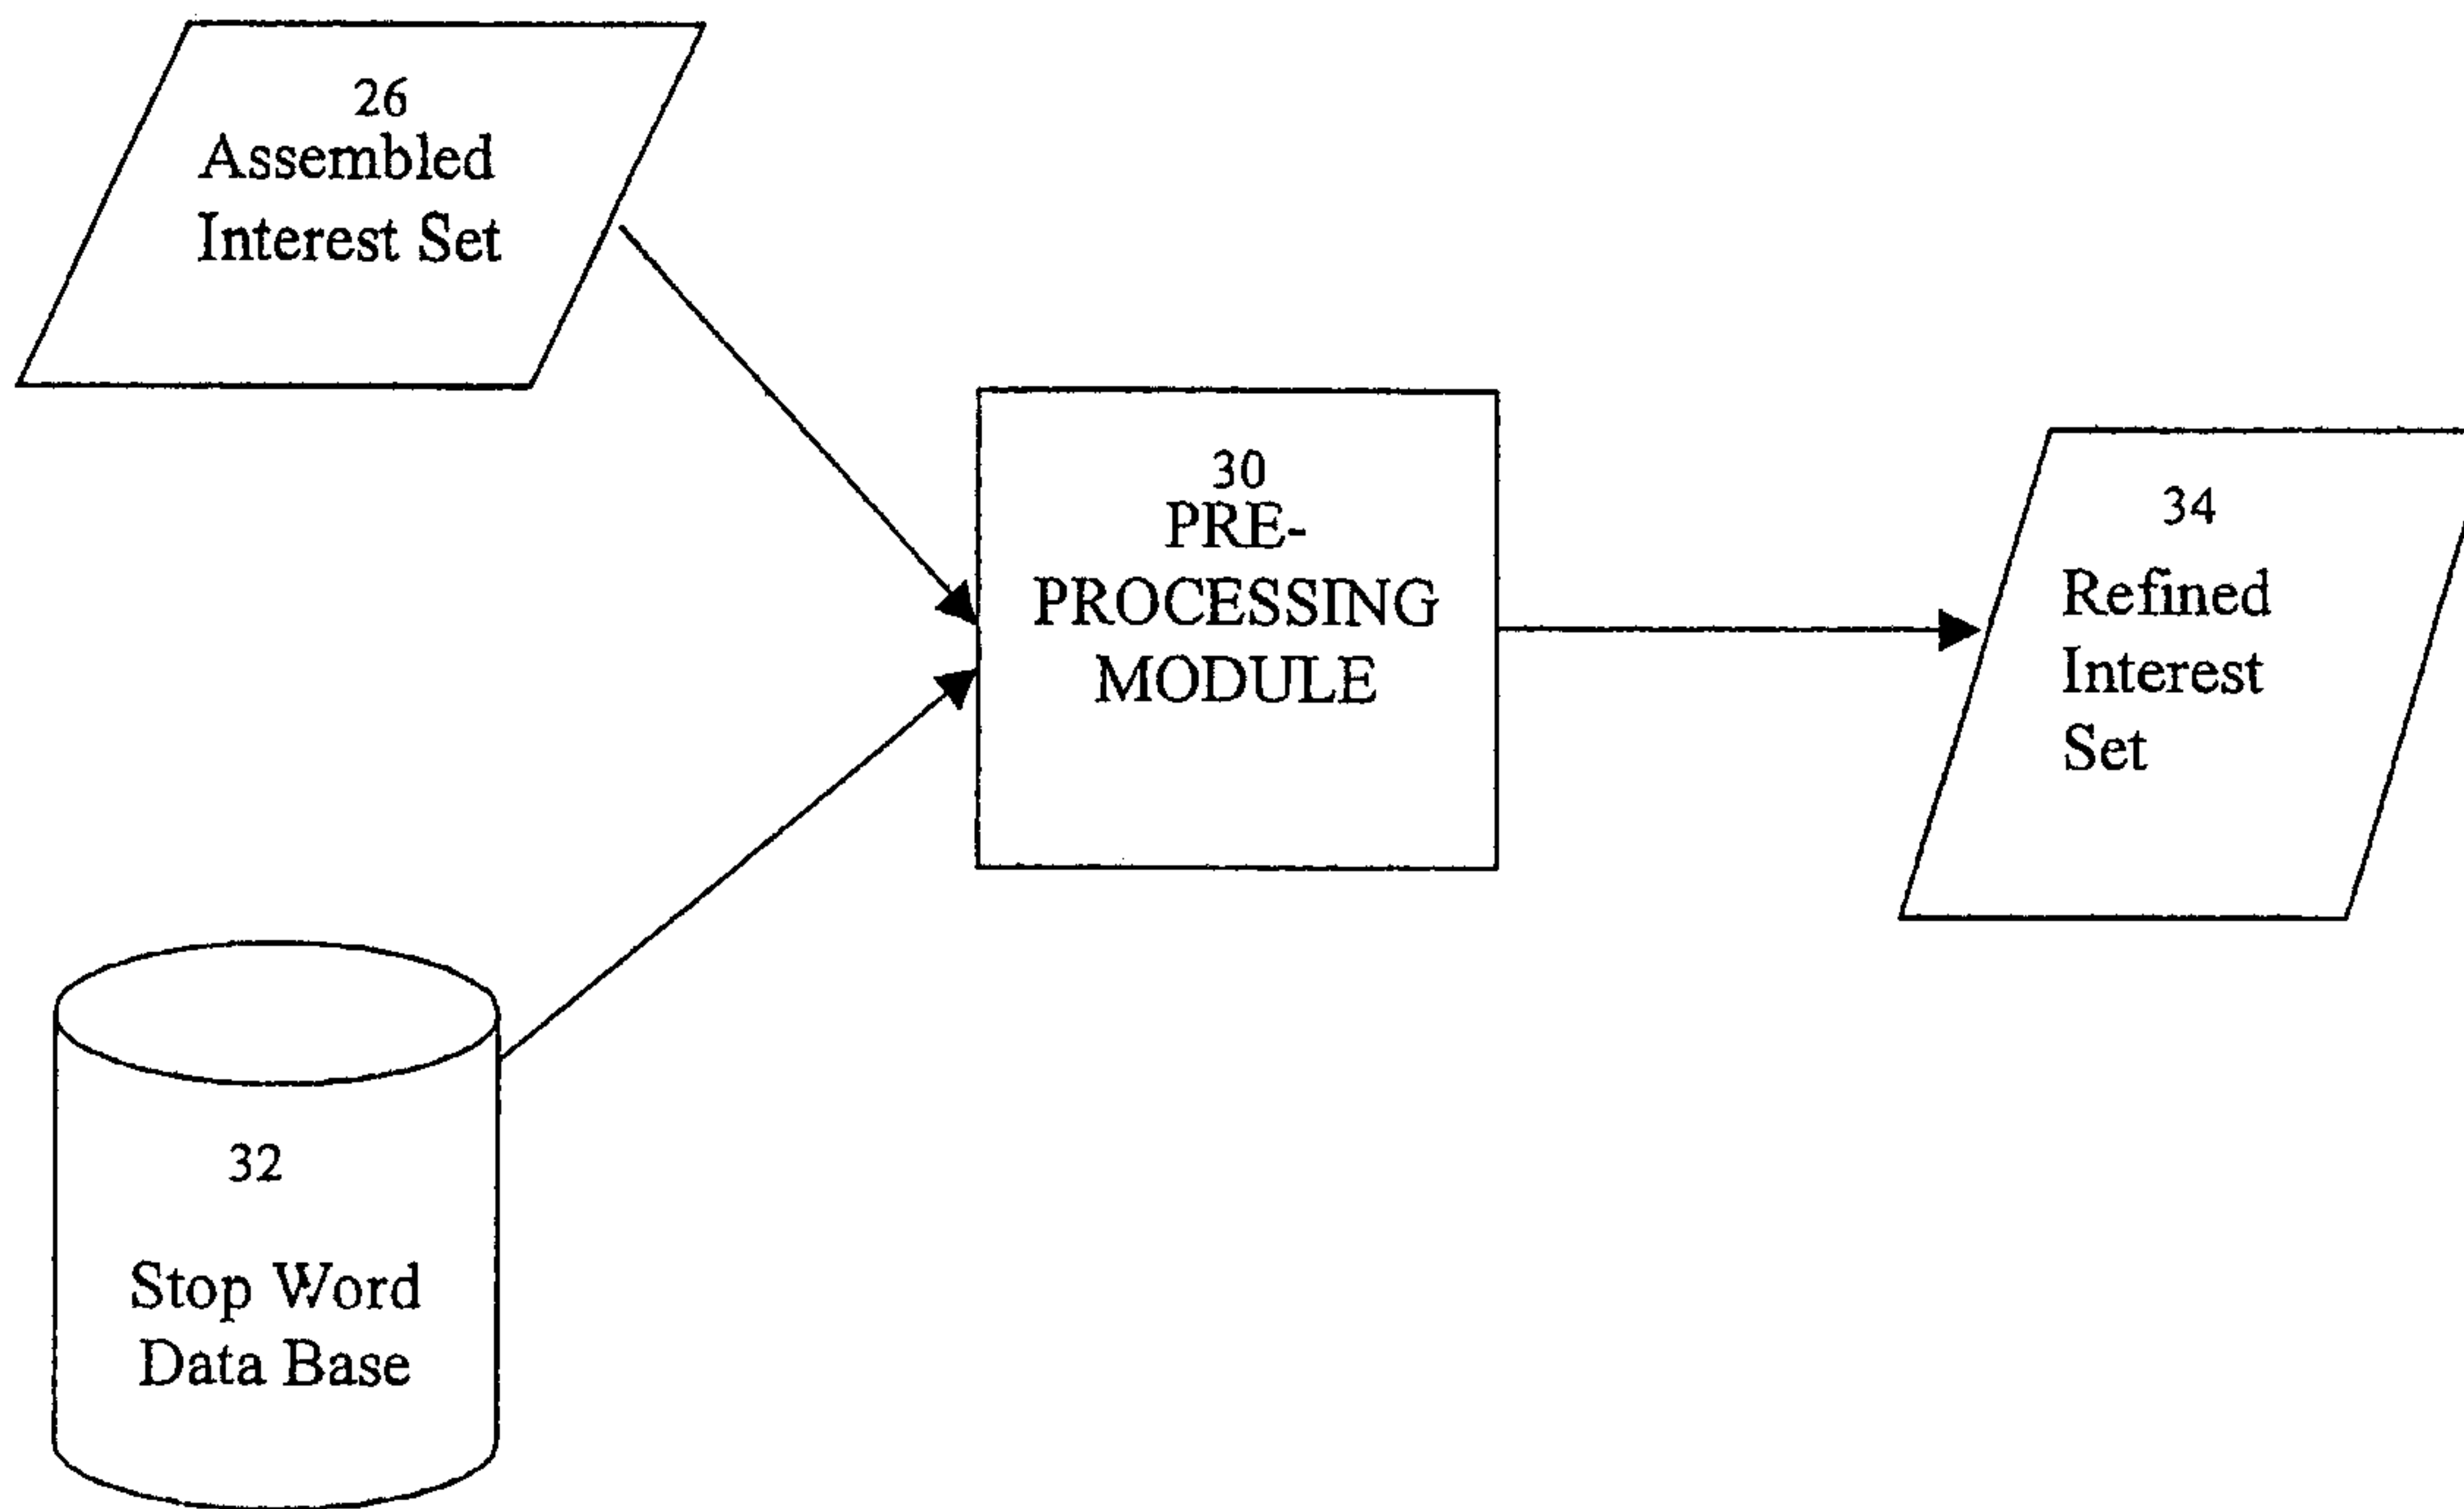 26
Assembled
Interest Set
30
PRE-
PROCESSING
MODULE
34
Refined
Interest
Set
32
Stop Word
Data Base